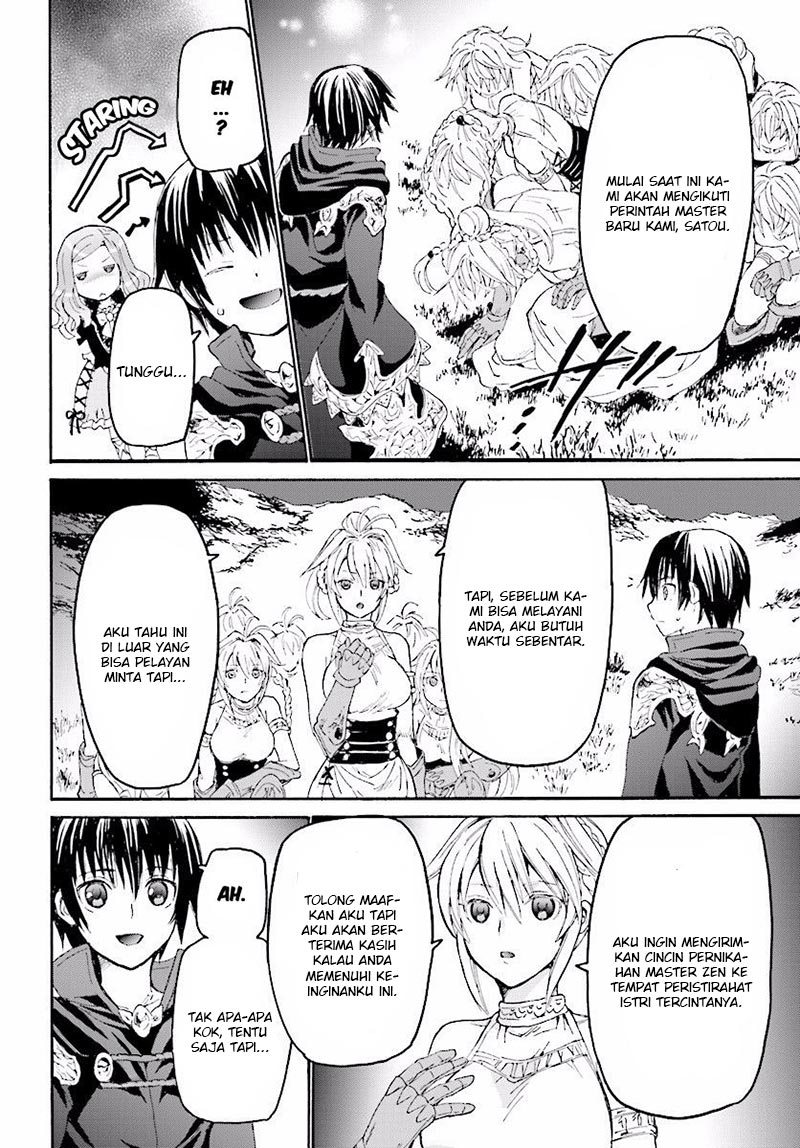 MULAI SAAT INI KA-
MI AKAN MENGIKUTI
PERINTAH MASTER
BARU KAMI, SATOU.
EH
...
?
STARING
TUNGGU...
TAPI, SEBELUM KA-
MI BISA MELAYANI
ANDA, AKU BUTUH
WAKTU SEBENTAR.
AKU TAHU INI
DI LUAR YANG
BISA PELAYAN
MINTA TAPI...
AKU INGIN MENGIRIM-
KAN CINCIN PERNIKA-
HAN MASTER ZEN KE
TEMPAT PERISTIRAHAT
ISTRI TERCINTANYA.
TOLONG MAAF-
KAN AKU TAPI
AKU AKAN BER-
TERIMA KASIH
KALAU ANDA
MEMENUHI KE-
INGINANKU INI.
AH.
TAK APA-APA
KOK, TENTU
SAJA TAPI...